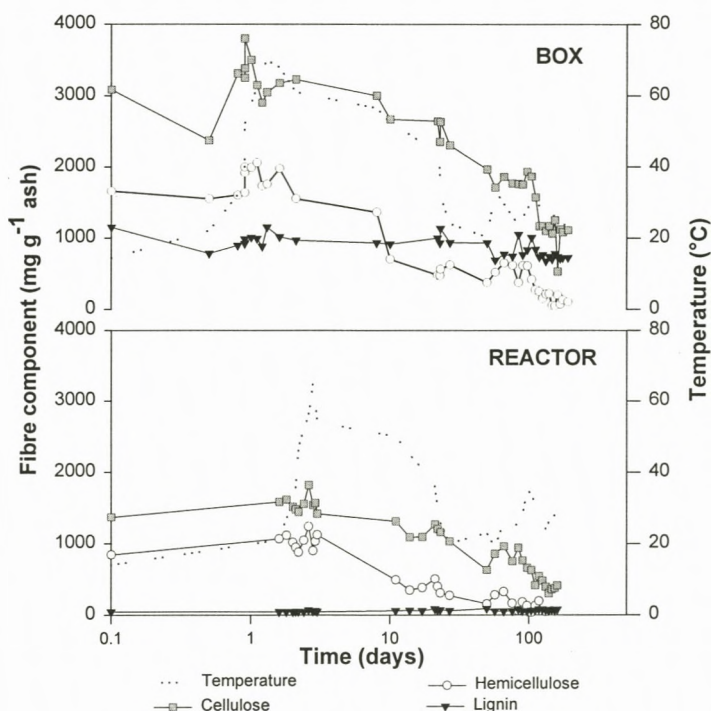 BOX
4000
3000
2000
1000
0
80
60
40
20
0
REACTOR
4000
3000
2000
1000
0
80
60
40
20
0
0.1 1 10 100
Fibre component (mg g-1 ash)
Temperature (°C)
Time (days)
Temperature
Hemicellulose
Cellulose
Lignin